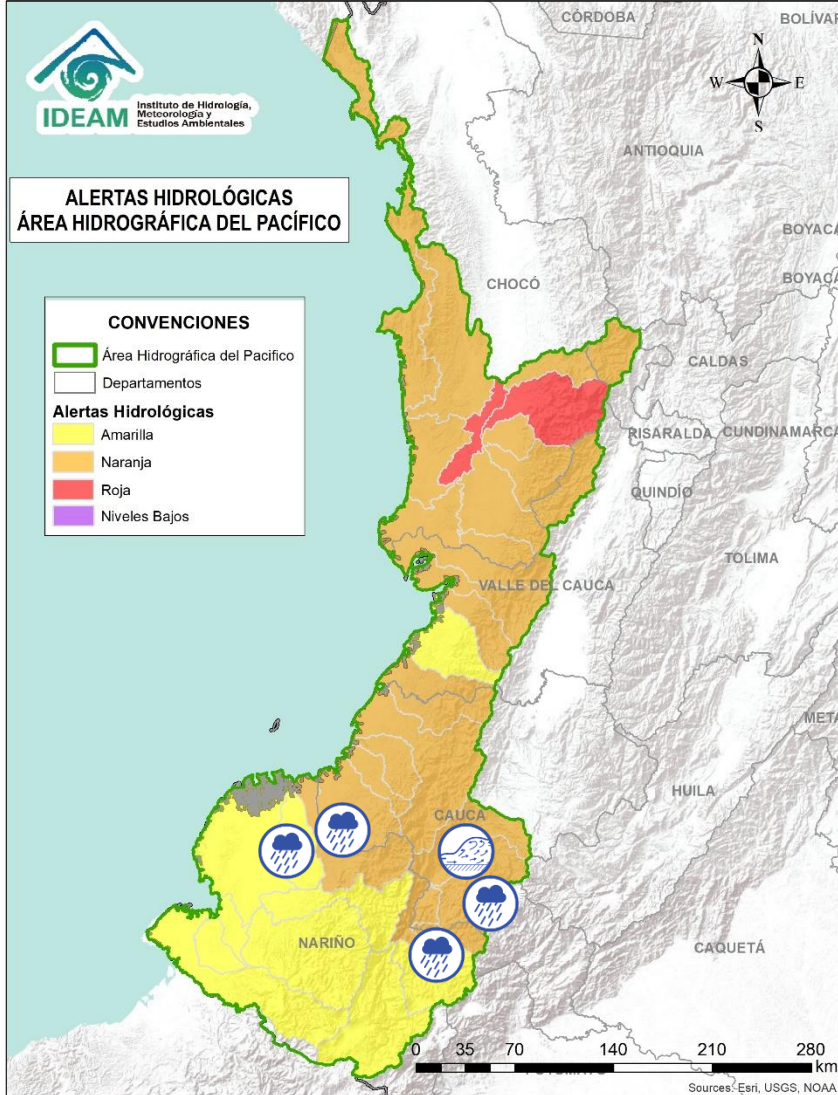 CÓRDOBA
BOLÍVAR
IDEAM
Instituto de Hidrología,
Meteorología y
Estudios Ambientales
N
W
E
S
ANTIOQUIA
ALERTAS HIDROLÓGICAS
ÁREA HIDROGRÁFICA DEL PACÍFICO
BOYACÁ
CHOCÓ
BOYACÁ
CONVENCIONES
Área Hidrográfica del Pacifico
Departamentos
Alertas Hidrológicas
Amarilla
Naranja
Roja
Niveles Bajos
CALDAS
RISARALDA
CUNDINAMARCA
QUINDÍO
TOLIMA
VALLE DEL CAUCA
META
HUILA
CAUCA
NARIÑO
CAQUETÁ
0 35 70 140 210 280
km
Sources: Esri, USGS, NOAA